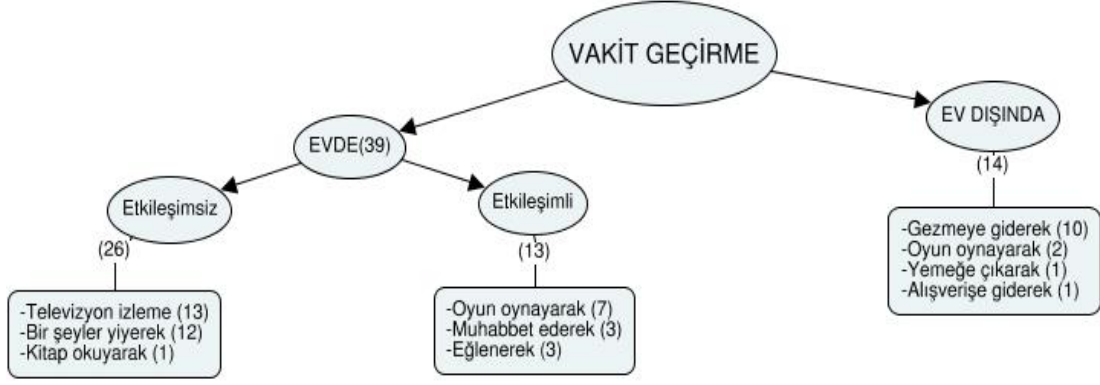 VAKİT GEÇİRME
EVDE(39)
EV DIŞINDA
(14)
Etkileşimsiz
(26)
Etkileşimli
(13)
-Televizyon izleme (13)
-Bir şeyler yiyerek (12)
-Kitap okuyarak (1)
-Oyun oynayarak (7)
-Muhabbet ederek (3)
-Eğlenerek (3)
-Gezmeye giderek (10)
-Oyun oynayarak (2)
-Yemeğe çıkarak (1)
-Alışverişe giderek (1)